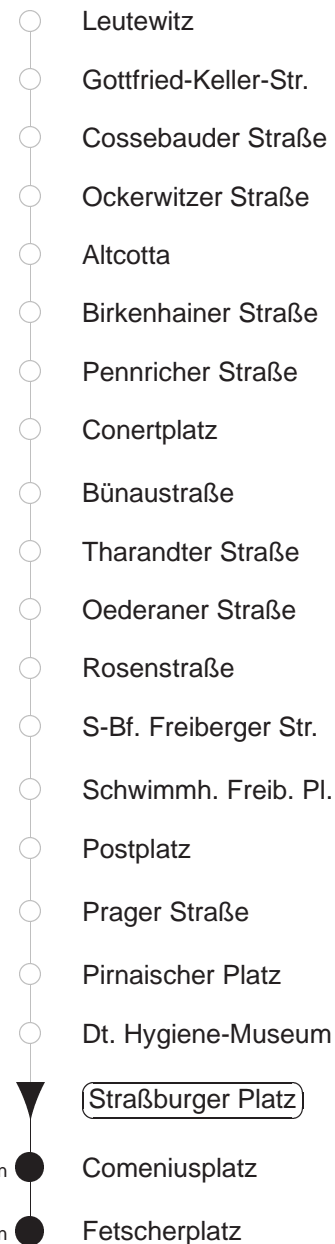 Leutewitz
Gottfried-Keller-Str.
Cossebauder Straße
Ockerwitzer Straße
Altcotta
Birkenhainer Straße
Pennricher Straße
Conertplatz
Bünaustraße
Tharandter Straße
Oederaner Straße
Rosenstraße
S-Bf. Freiberger Str.
Schwimmh. Freib. Pl.
Postplatz
Prager Straße
Pirnaischer Platz
Dt. Hygiene-Museum
Straßburger Platz
Comeniusplatz
Fetscherplatz